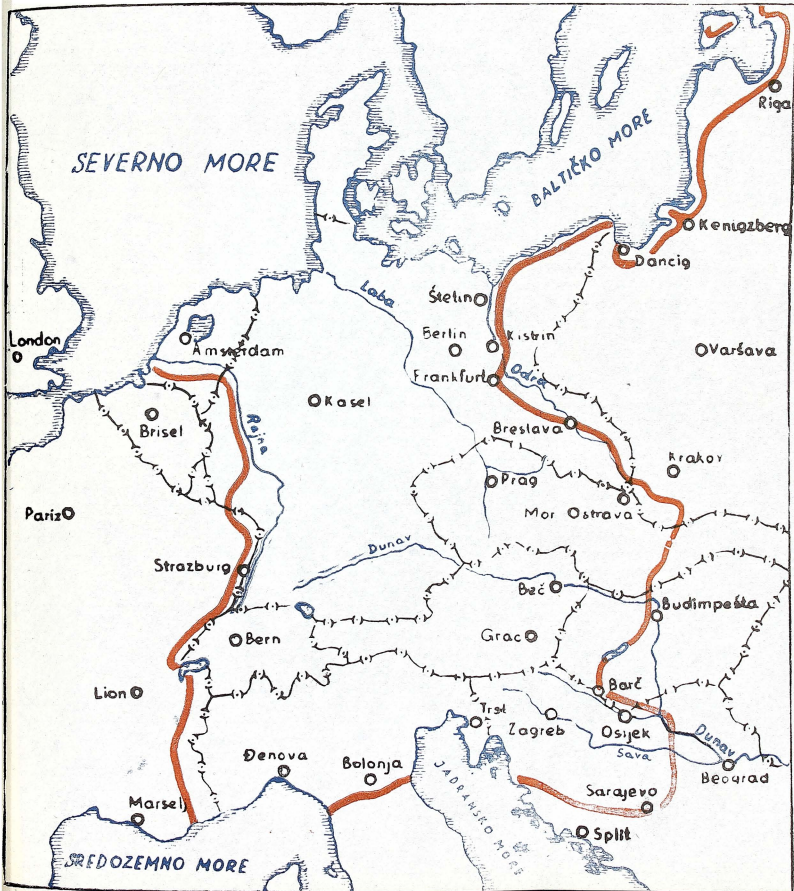 Riga
SEVERNO MORE
BALTIČKO MORE
Kenigzberg
Dancig
Laba
Štetin
London
Amsterdam
Berlin
Kistrin
Varšava
Frankfurt
Odra
Kasel
Brisel
Rajna
Breslava
Krakov
Prag
Pariz
Mor Ostrava
Dunav
Strazburg
Beč
Budimpešta
Bern
Grac
Lion
Barč
Trst
Zagreb
Osijek
Dunav
Sava
Beograd
Đenova
Bolonja
JADRANSKO MORE
Sarajevo
Marselj
Split
SREDOZEMNO MORE